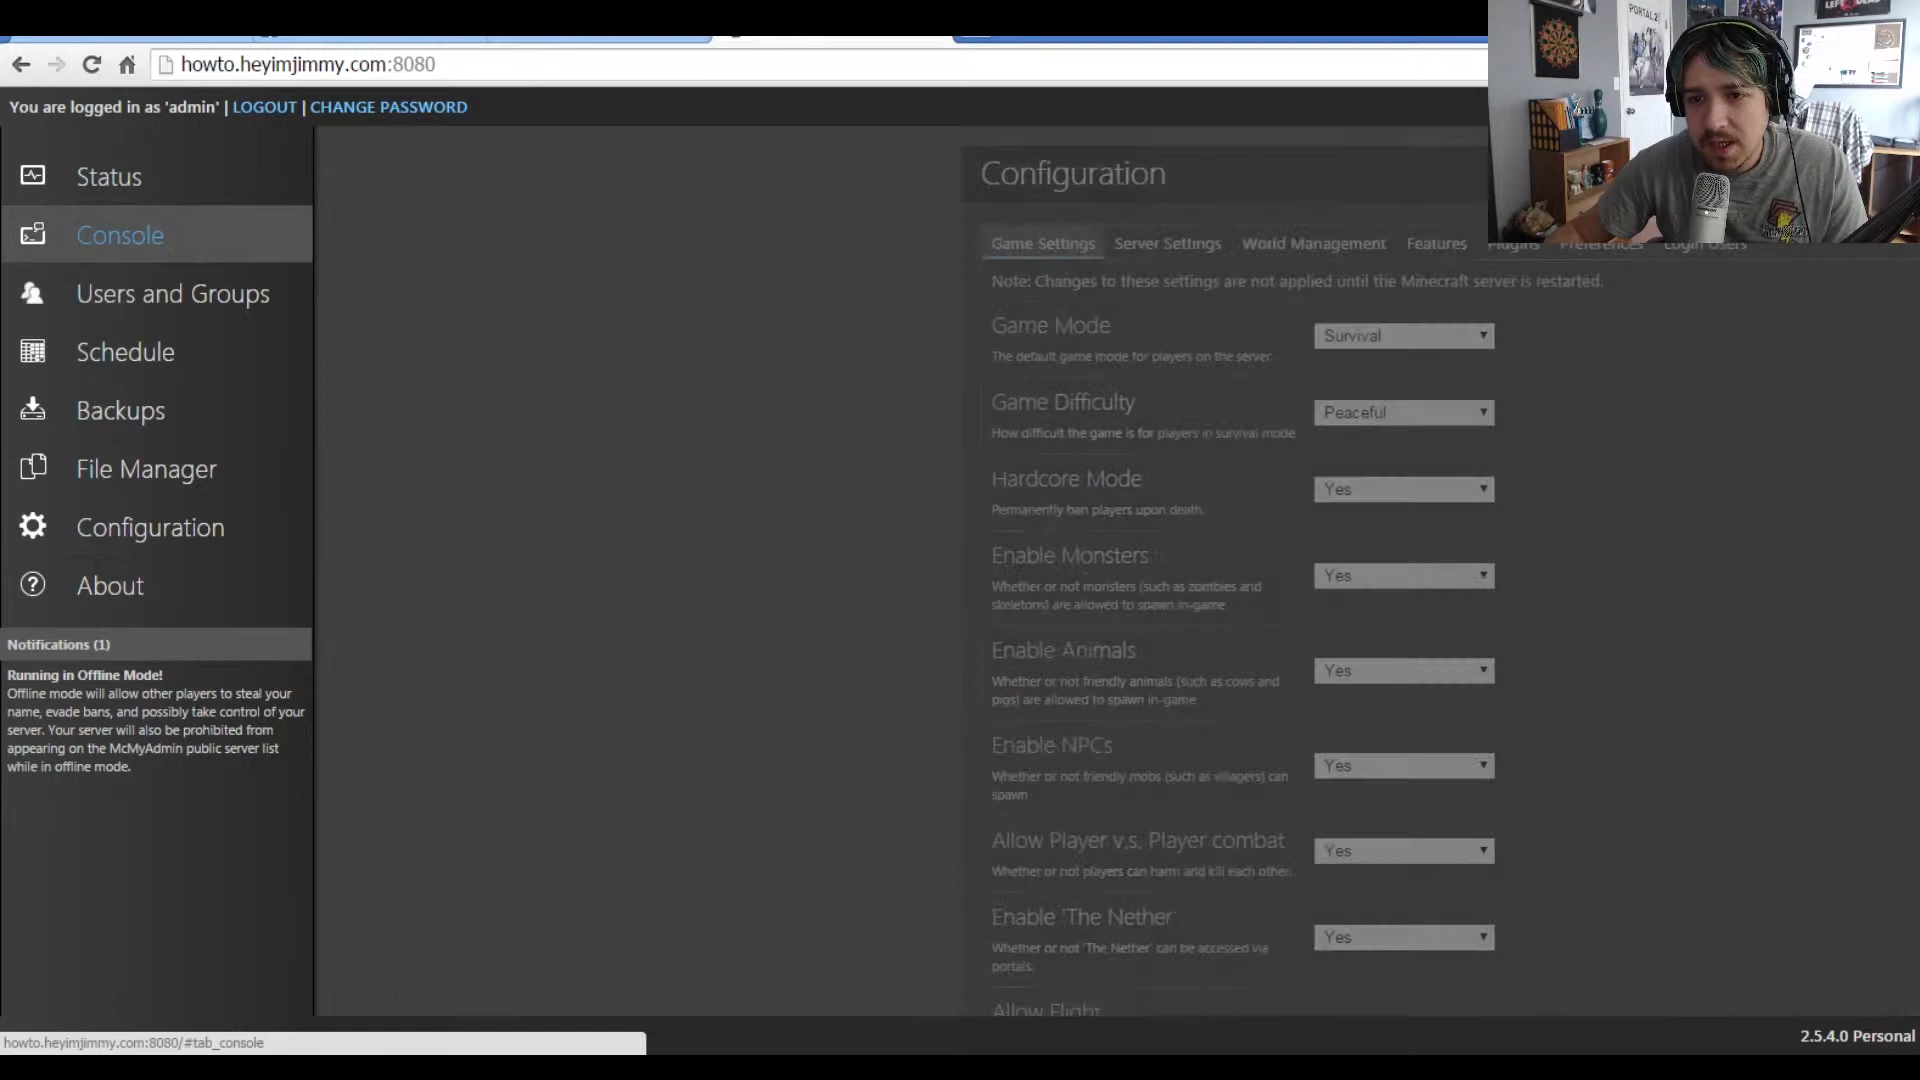 howto.heyimjimmy.com:8080
PORTAL 2
You are logged in as 'admin' | LOGOUT | CHANGE PASSWORD
Status
Console
Users and Groups
Schedule
Backups
File Manager
Configuration
About
Notifications (1)
Running in Offline Mode!
Offline mode will allow other players to steal your
name, evade bans, and possibly take control of your
server. Your server will also be prohibited from
appearing on the McMyAdmin public server list
while in offline mode.
Configuration
Game Settings Server Settings World Management Features Plugins Preferences Login Users
Note: Changes to these settings are not applied until the Minecraft server is restarted.
Game Mode
Survival
The default game mode for players on the server.
Game Difficulty
Peaceful
How difficult the game is for players in survival mode
Hardcore Mode
Yes
Permanently ban players upon death.
Enable Monsters
Yes
Whether or not monsters (such as zombies and
skeletons) are allowed to spawn in-game
Enable Animals
Yes
Whether or not friendly animals (such as cows and
pigs) are allowed to spawn in-game
Enable NPCs
Yes
Whether or not friendly mobs (such as villagers) can
spawn
Allow Player v.s. Player combat
Yes
Whether or not players can harm and kill each other.
Enable 'The Nether'
Yes
Whether or not 'The Nether' can be accessed via
portals.
Allow Flight
howto.heyimjimmy.com:8080/#tab_console
2.5.4.0 Personal